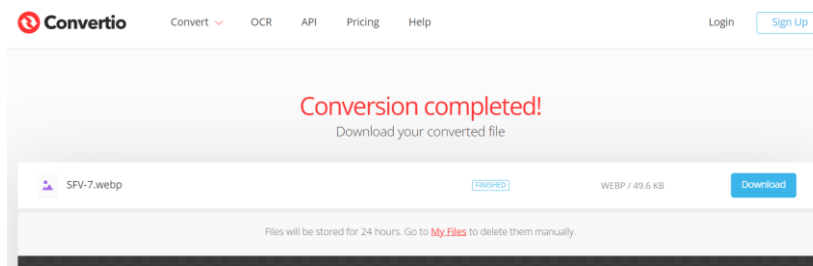 Convertio Convert OCR API Pricing Help Login Sign Up
Conversion completed!
Download your converted file
SFV-7.webp FINISHED WEBP / 49.6 KB Download
Files will be stored for 24 hours. Go to My Files to delete them manually.